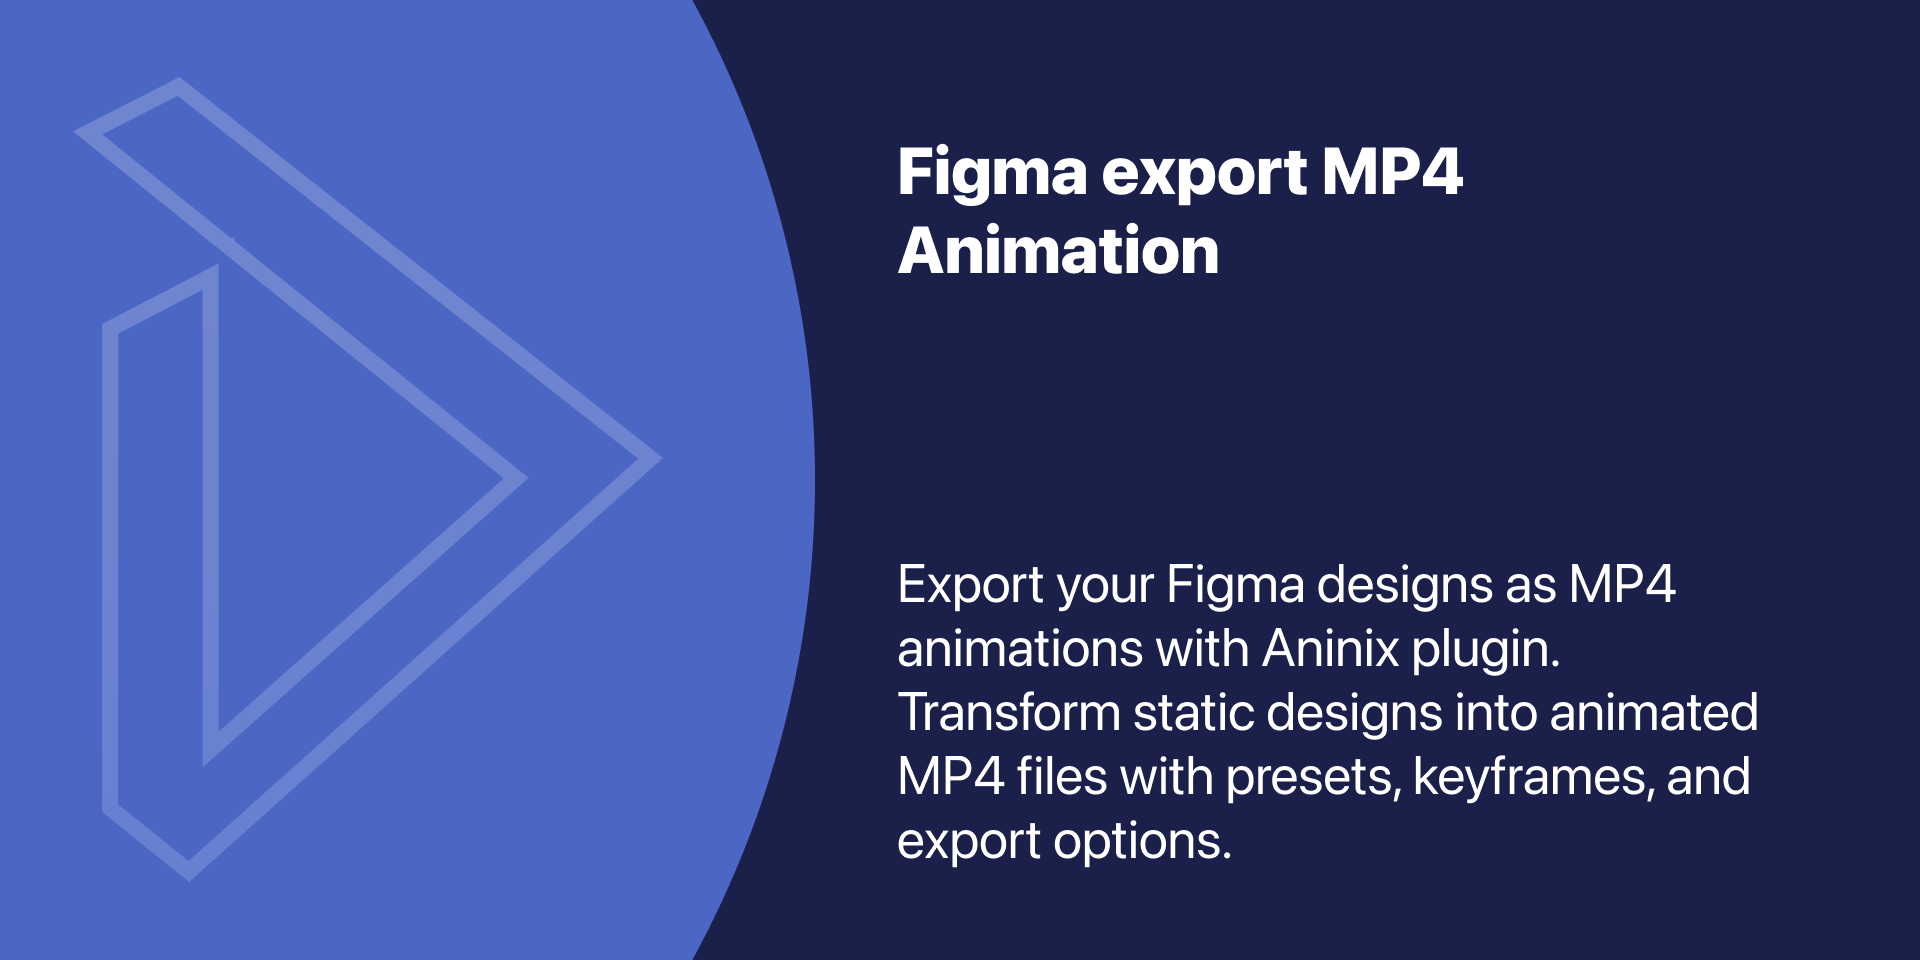 Figma export MP4
Animation
Export your Figma designs as MP4
animations with Aninix plugin.
Transform static designs into animated
MP4 files with presets, keyframes, and
export options.